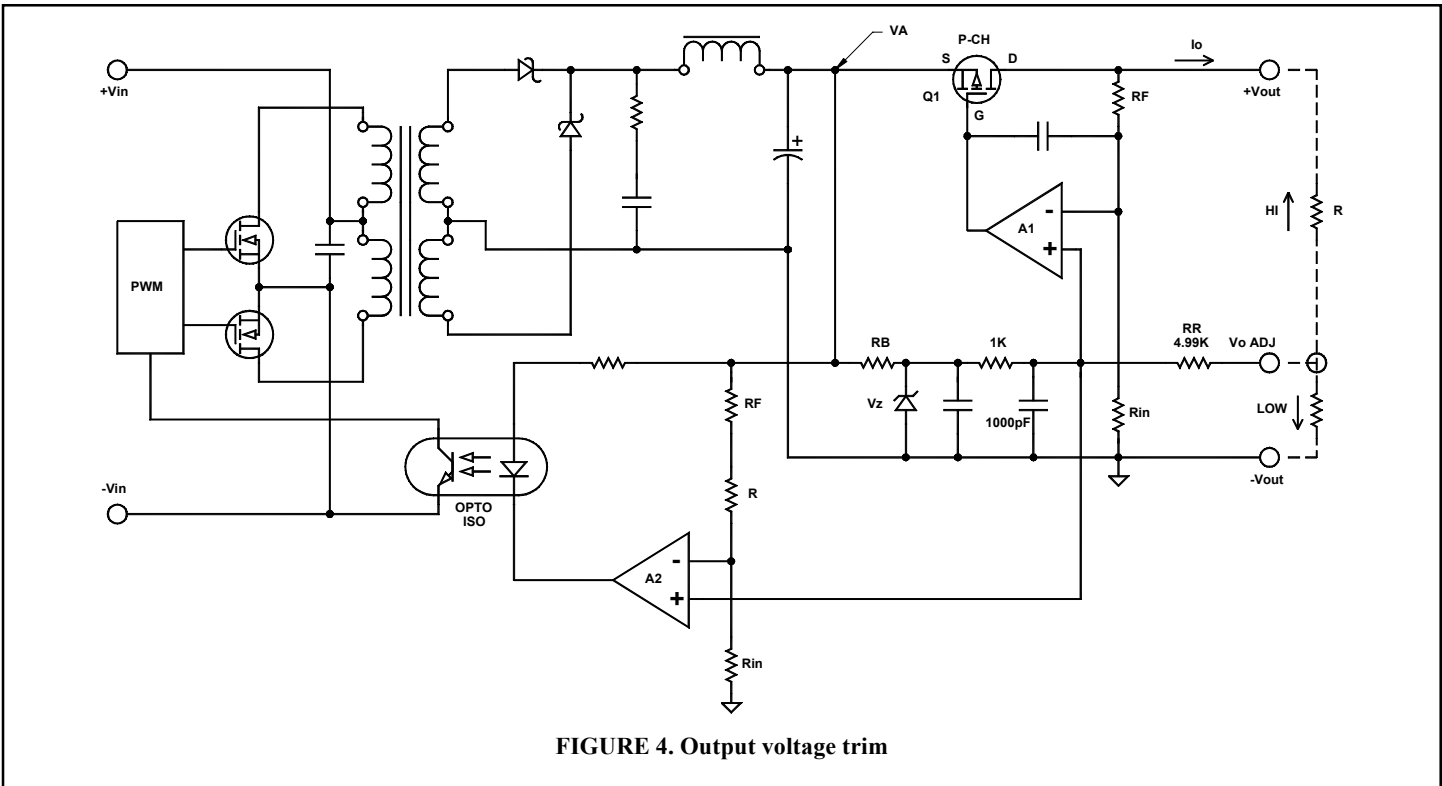 VA
P-CH
Io
+Vin
S
D
+Vout
Q1
RF
G
-
A1
+
HI
R
PWM
RB
1K
RR
4.99K
Vo ADJ
RF
Vz
1000pF
Rin
LOW
-Vin
R
-Vout
OPTO
ISO
-
A2
+
Rin
FIGURE 4. Output voltage trim